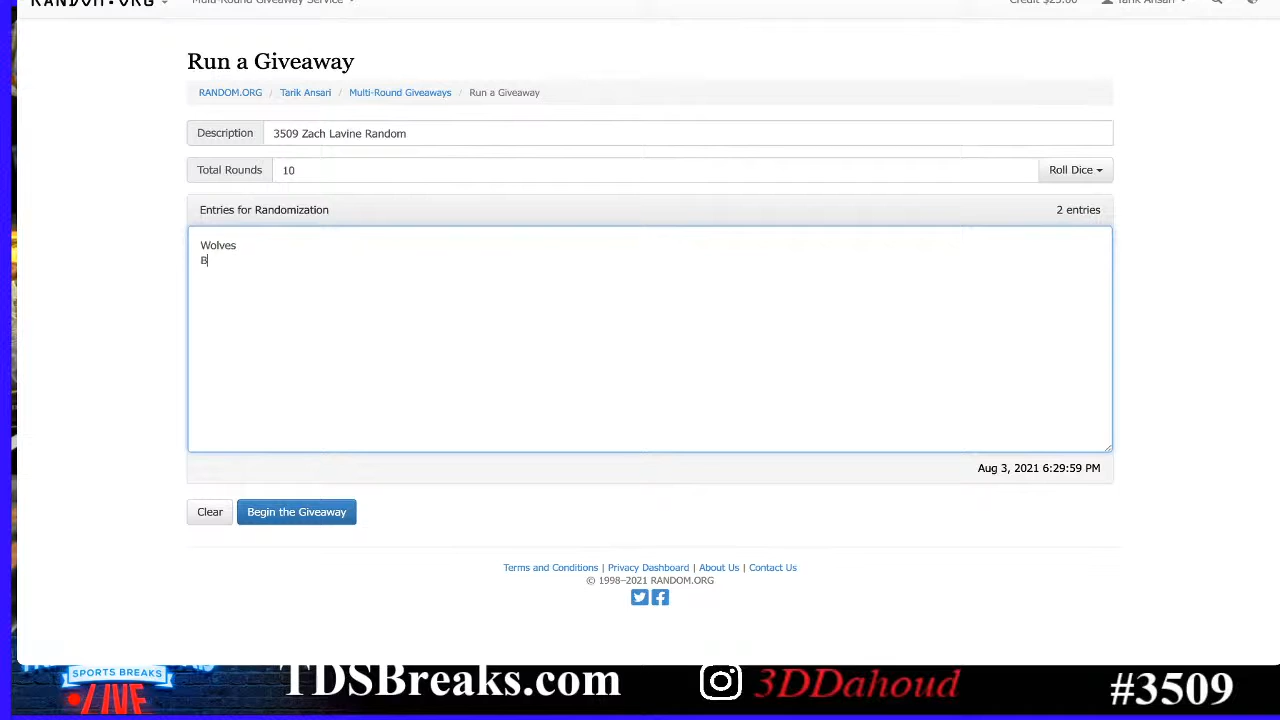 RANDOM.ORG Multi-Round Giveaway Service Credit $25.00 Tarik Ansari
Run a Giveaway
RANDOM.ORG / Tarik Ansari / Multi-Round Giveaways / Run a Giveaway
Description 3509 Zach Lavine Random
Total Rounds 10 Roll Dice
Entries for Randomization 2 entries
Wolves
B
Aug 3, 2021 6:29:59 PM
Clear Begin the Giveaway
Terms and Conditions | Privacy Dashboard | About Us | Contact Us
© 1998–2021 RANDOM.ORG
SPORTS BREAKS
LIVE
TDSBreaks.com 3DDahoud #3509